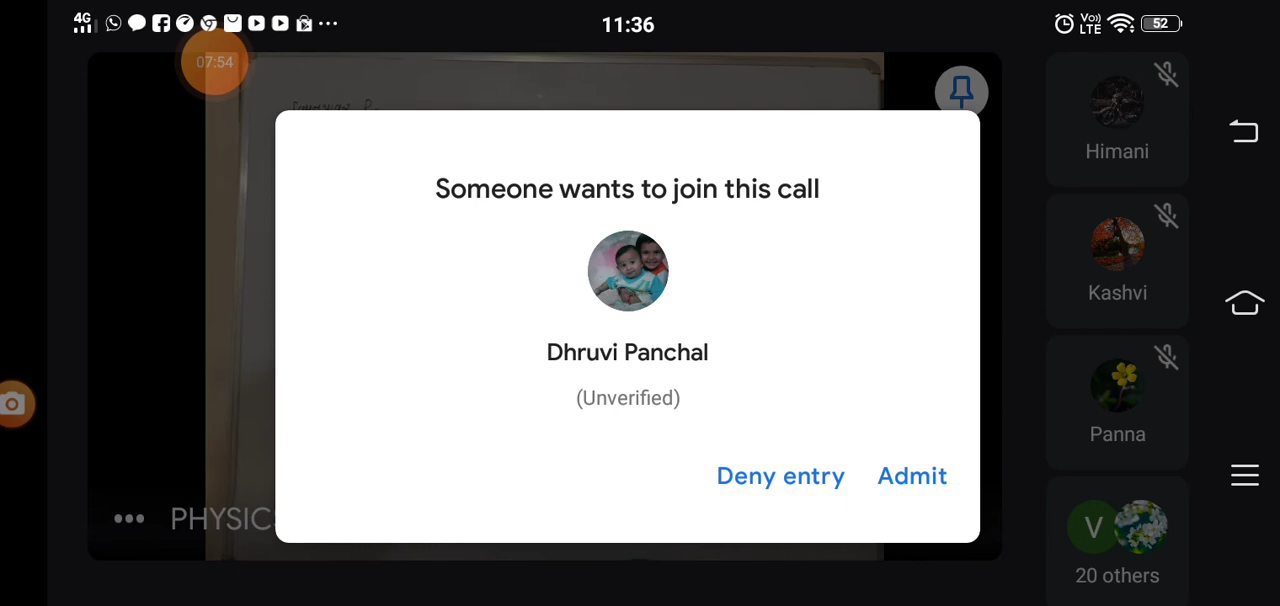 4G
11:36
Vo)
LTE
52
07:54
Someone wants to join this call
Dhruvi Panchal
(Unverified)
Deny entry Admit
PHYSIC
Himani
Kashvi
Panna
V
20 others